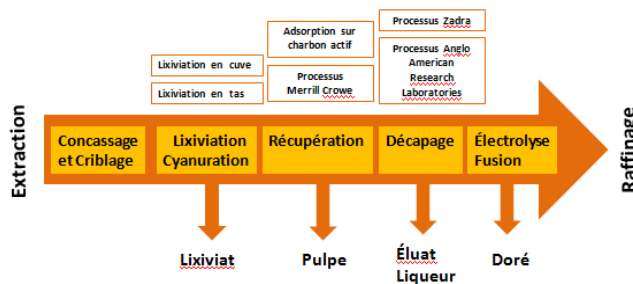 Processus Zadra
Adsorption sur
charbon actif
Processus Anglo
American
Research
Laboratories
Lixiviation en cuve
Processus
Merrill Crowe
Lixiviation en tas
Extraction
Concassage
et Criblage
Lixiviation
Cyanuration
Récupération
Décapage
Électrolyse
Fusion
Raffinage
Lixiviat
Pulpe
Éluat
Liqueur
Doré